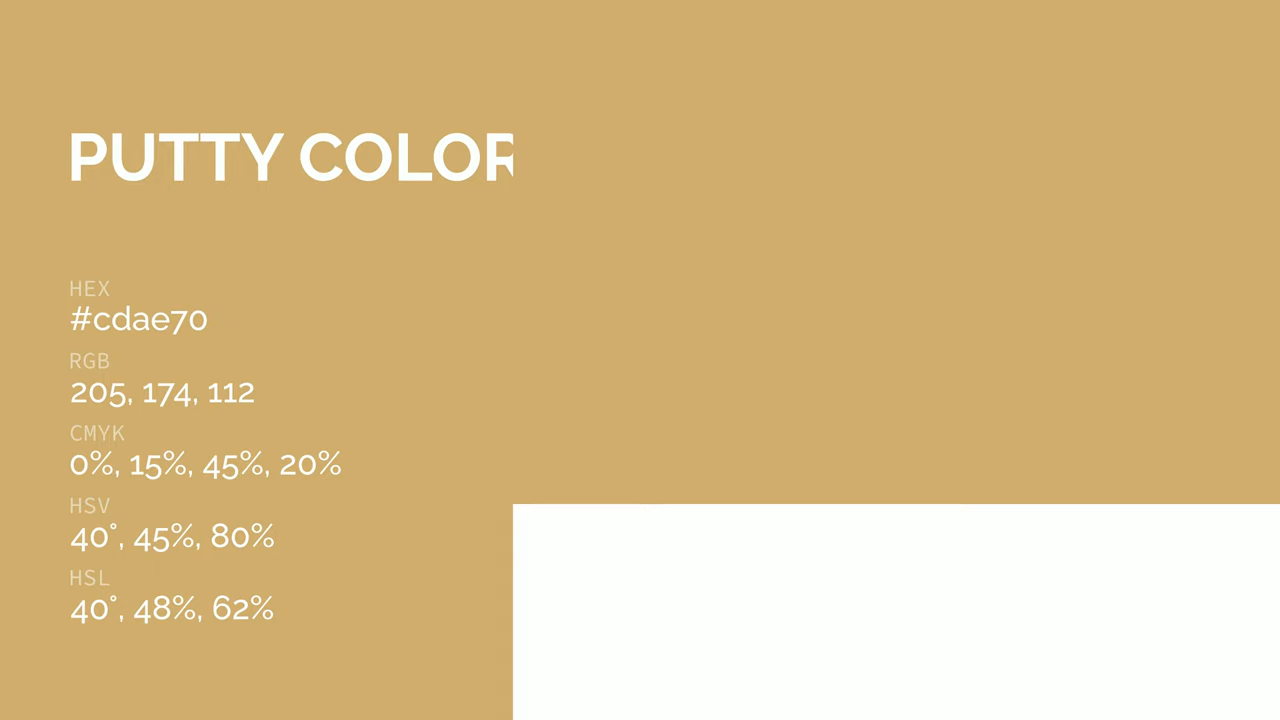 PUTTY COLOR
HEX
#cdae70
RGB
205, 174, 112
CMYK
0%, 15%, 45%, 20%
HSV
40°, 45%, 80%
HSL
40°, 48%, 62%